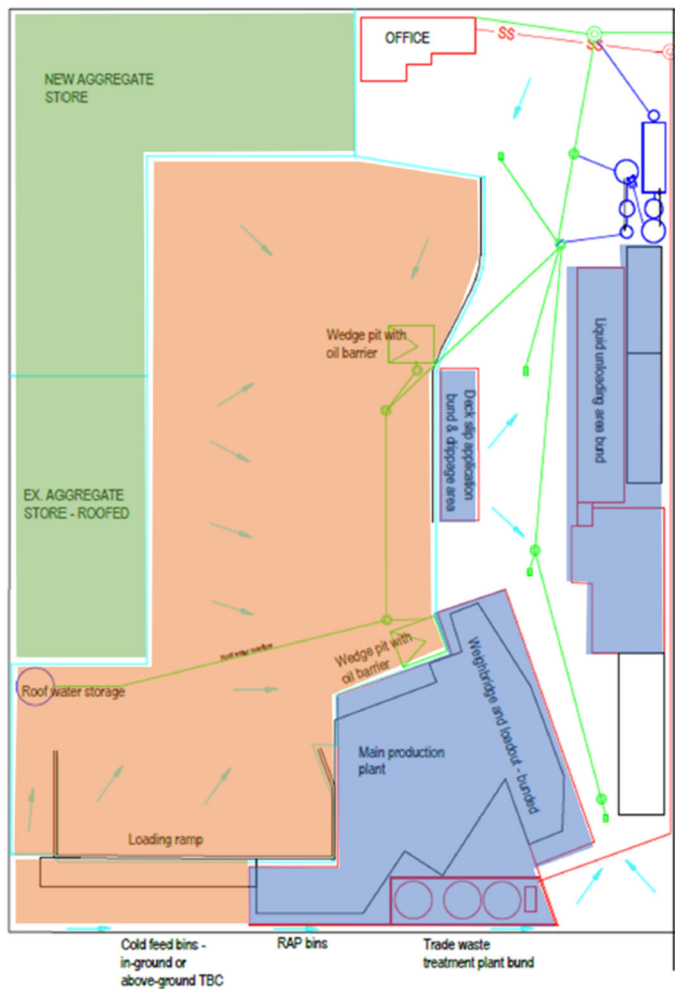 OFFICE
SS
SS
NEW AGGREGATE
STORE
Wedge pit with
oil barrier
Deck slip application
bund & drippage area
Liquid unloading area bund
EX. AGGREGATE
STORE - ROOFED
Roof water
Wedge pit with
oil barrier
Roof water storage
Weighbridge and loadout - bunded
Main production
plant
Loading ramp
Cold feed bins -
in-ground or
above-ground TBC
RAP bins
Trade waste
treatment plant bund